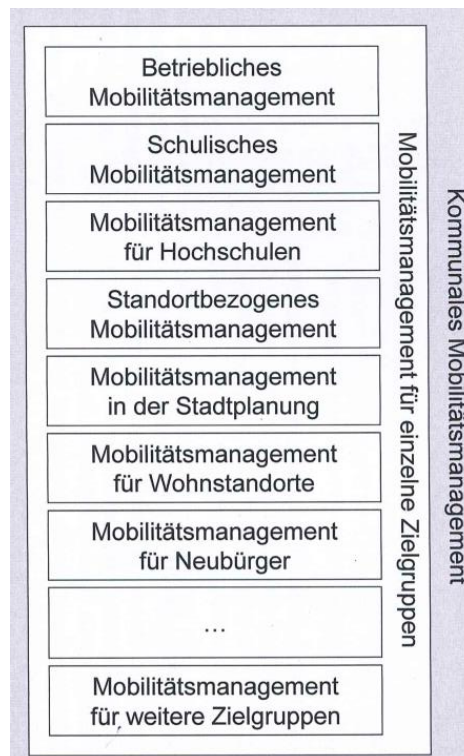 Betriebliches
Mobilitätsmanagement
Schulisches
Mobilitätsmanagement
Mobilitätsmanagement
für Hochschulen
Standortbezogenes
Mobilitätsmanagement
Mobilitätsmanagement
in der Stadtplanung
Mobilitätsmanagement
für Wohnstandorte
Mobilitätsmanagement
für Neubürger
...
Mobilitätsmanagement
für weitere Zielgruppen
Mobilitätsmanagement für einzelne Zielgruppen
Kommunales Mobilitätsmanagement